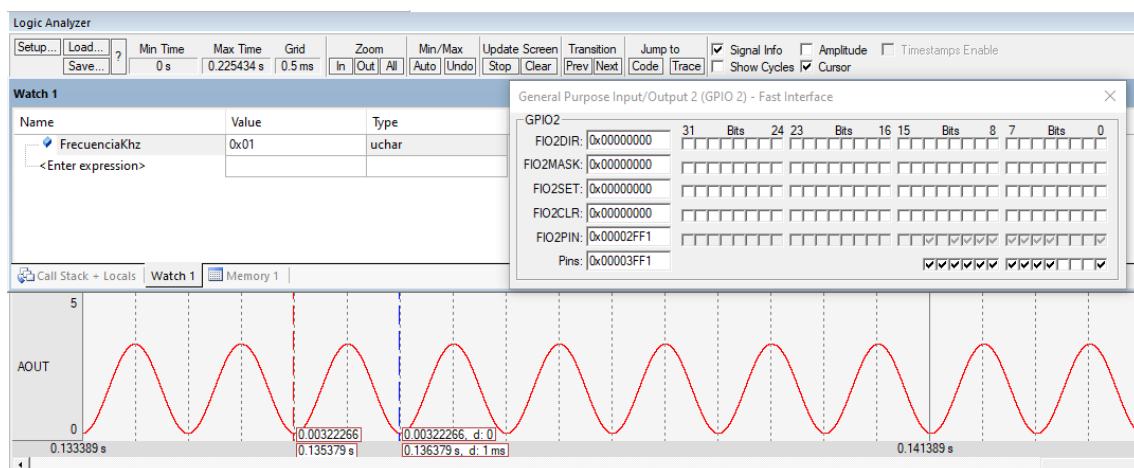 Logic Analyzer
Setup... Load... ? Min Time Max Time Grid Zoom Min/Max Update Screen Transition Jump to Signal Info Amplitude Timestamps Enable
Save... 0 s 0.225434 s 0.5 ms In Out All Auto Undo Stop Clear Prev Next Code Trace Show Cycles Cursor
Watch 1
Name Value Type
FrecuenciaKhz 0x01 uchar
<Enter expression>
Call Stack + Locals Watch 1 Memory 1
General Purpose Input/Output 2 (GPIO 2) - Fast Interface
GPIO2
31 Bits 24 23 Bits 16 15 Bits 8 7 Bits 0
FIO2DIR: 0x00000000
FIO2MASK: 0x00000000
FIO2SET: 0x00000000
FIO2CLR: 0x00000000
FIO2PIN: 0x00002FF1
Pins: 0x00003FF1
5
AOUT
0
0.00322266 0.00322266, d: 0
0.133389 s 0.135379 s 0.136379 s, d: 1 ms 0.141389 s